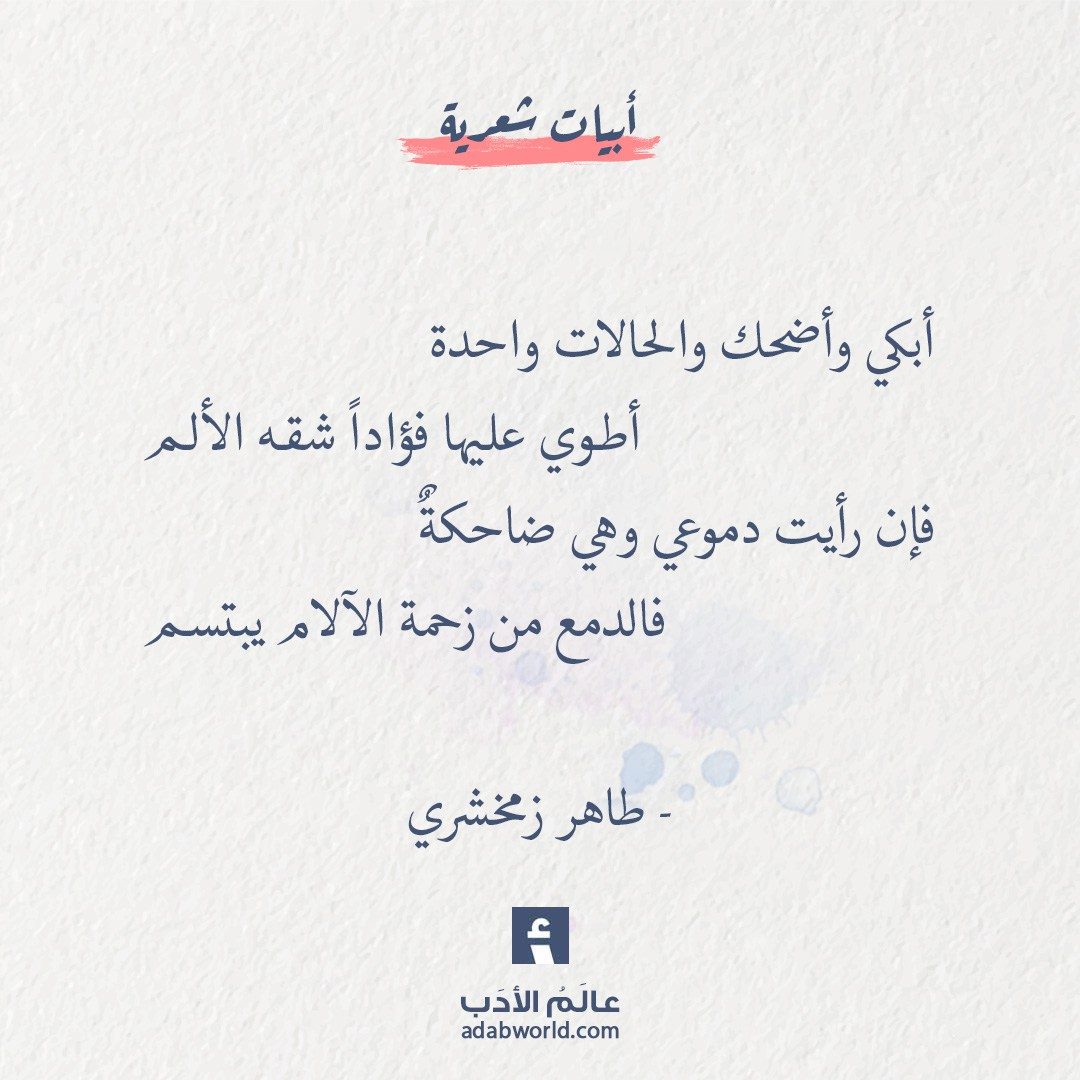 أبيات شعرية
أبكي وأضحك والحالات واحدة
أطوي عليها فؤاداً شقه الألم
فإن رأيت دموعي وهي ضاحكةٌ
فالدمع من زحمة الآلام يبتسم
- طاهر زمخشري
أ
عالَمُ الأدَب
adabworld.com